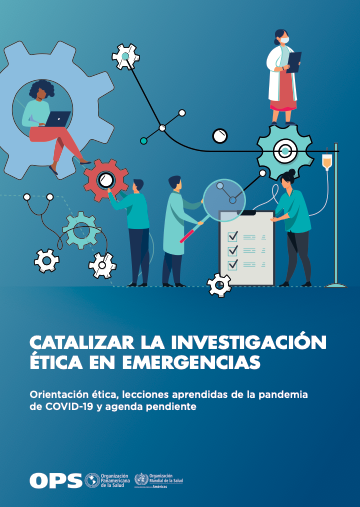 CATALIZAR LA INVESTIGACIÓN
ÉTICA EN EMERGENCIAS
Orientación ética, lecciones aprendidas de la pandemia
de COVID-19 y agenda pendiente
OPS
Organización
Panamericana
de la Salud
Organización
Mundial de la Salud
Américas